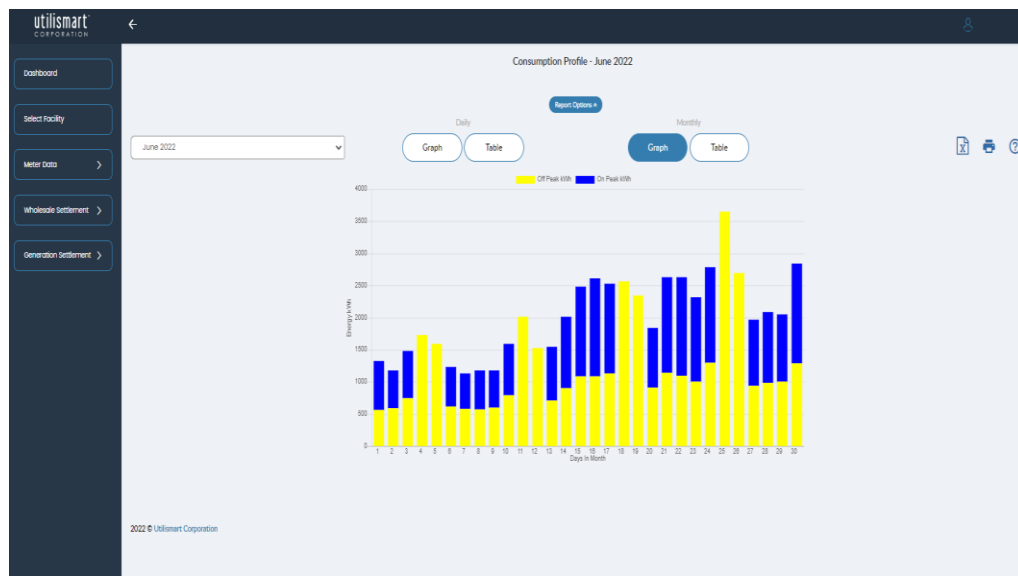 utilismart
CORPORATION
Dashboard
Select Facility
Meter Data
Wholesale Settlement
Generation Settlement
Consumption Profile - June 2022
Report Options
Daily
Monthly
June 2022
Graph
Table
Graph
Table
Off Peak kWh
On Peak kWh
4000
3500
3000
2500
2000
1500
1000
500
0
Energy kWh
1 2 3 4 5 6 7 8 9 10 11 12 13 14 15 16 17 18 19 20 21 22 23 24 25 26 27 28 29 30
Days In Month
2022 © Utilismart Corporation